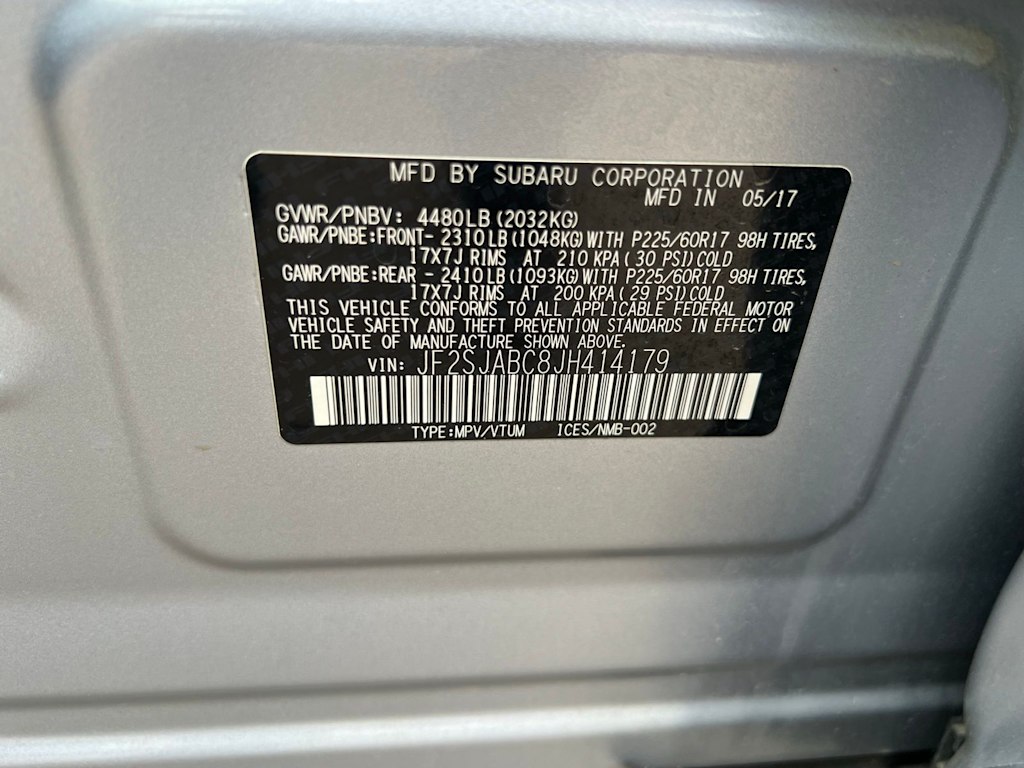 MFD BY SUBARU CORPORATION
MFD IN 05/17
GVWR/PNBV: 4480LB(2032KG)
GAWR/PNBE:FRONT- 2310LB(1048KG)WITH P225/60R17 98H TIRES,
17X7J RIMS AT 210 KPA(30 PSI)COLD
GAWR/PNBE:REAR - 2410LB(1093KG)WITH P225/60R17 98H TIRES,
17X7J RIMS AT 200 KPA(29 PSI)COLD
THIS VEHICLE CONFORMS TO ALL APPLICABLE FEDERAL MOTOR
VEHICLE SAFETY AND THEFT PREVENTION STANDARDS IN EFFECT ON
THE DATE OF MANUFACTURE SHOWN ABOVE.
VIN: JF2SJABC8JH414179
TYPE:MPV/VTUM ICES/NMB-002